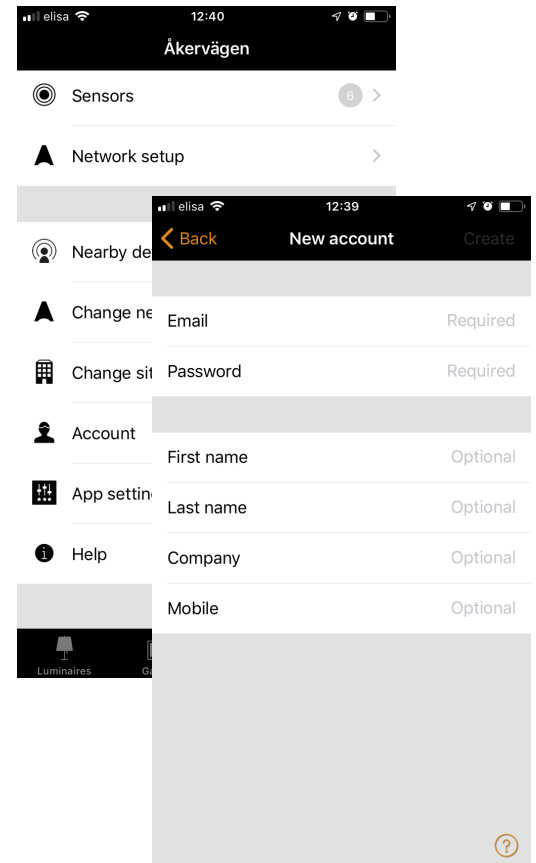 elisa 12:40
Åkervägen
Sensors 6
Network setup
Nearby de
Change ne
Change sit
Account
App settin
Help
Luminaires Ga
elisa 12:39
Back New account Create
Email Required
Password Required
First name Optional
Last name Optional
Company Optional
Mobile Optional
?